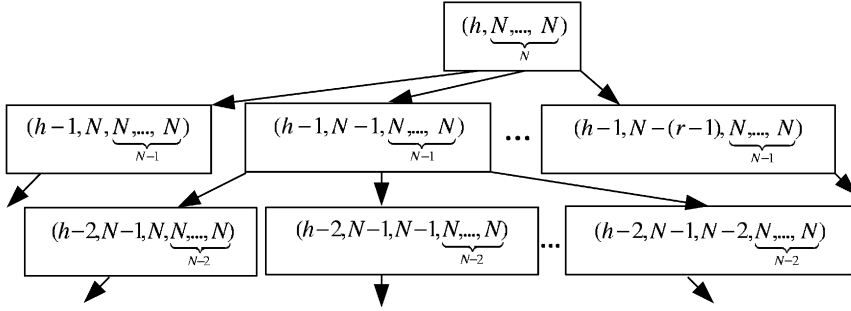 (h, N,..., N)
N
(h−1, N, N,..., N)
N−1
(h−1, N−1, N,..., N)
N−1
...
(h−1, N−(r−1), N,..., N)
N−1
(h−2,N−1,N,N,...,N)
N−2
(h−2,N−1,N−1,N,...,N)
N−2
...
(h−2,N−1,N−2,N,..., N)
N−2